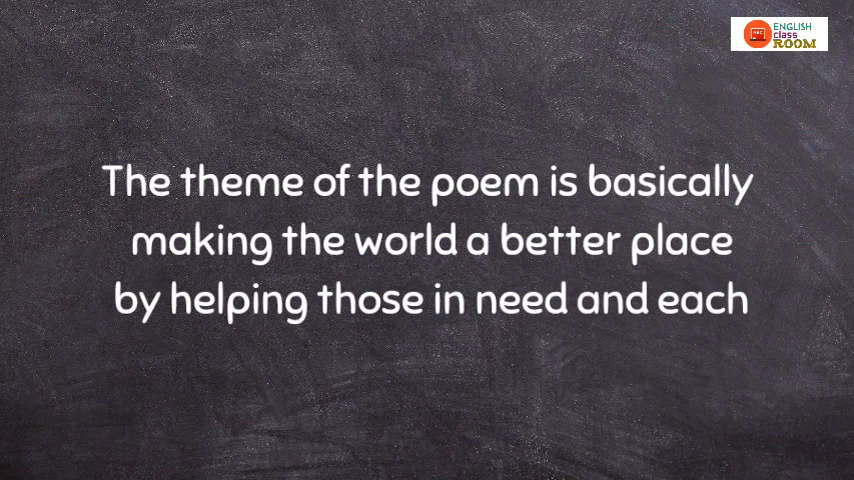 ENGLISH
class
ROOM
The theme of the poem is basically
making the world a better place
by helping those in need and each